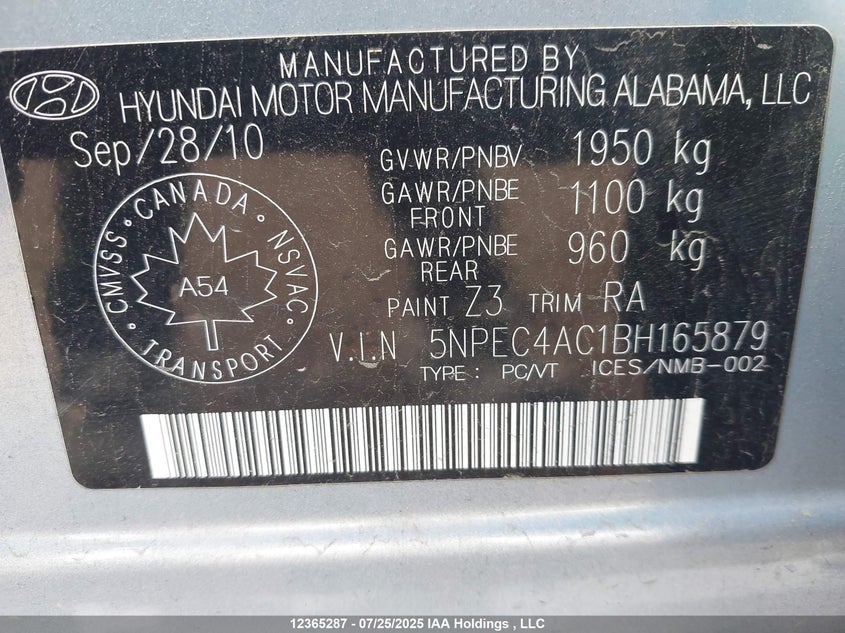 MANUFACTURED BY
HYUNDAI MOTOR MANUFACTURING ALABAMA, LLC
Sep/28/10
GVWR/PNBV 1950 kg
GAWR/PNBE FRONT 1100 kg
GAWR/PNBE REAR 960 kg
CMVSS · CANADA · NSVAC · TRANSPORT ·
A54
PAINT Z3 TRIM RA
V.I.N 5NPEC4AC1BH165879
TYPE : PC/VT ICES/NMB-002
12365287 - 07/25/2025 IAA Holdings , LLC